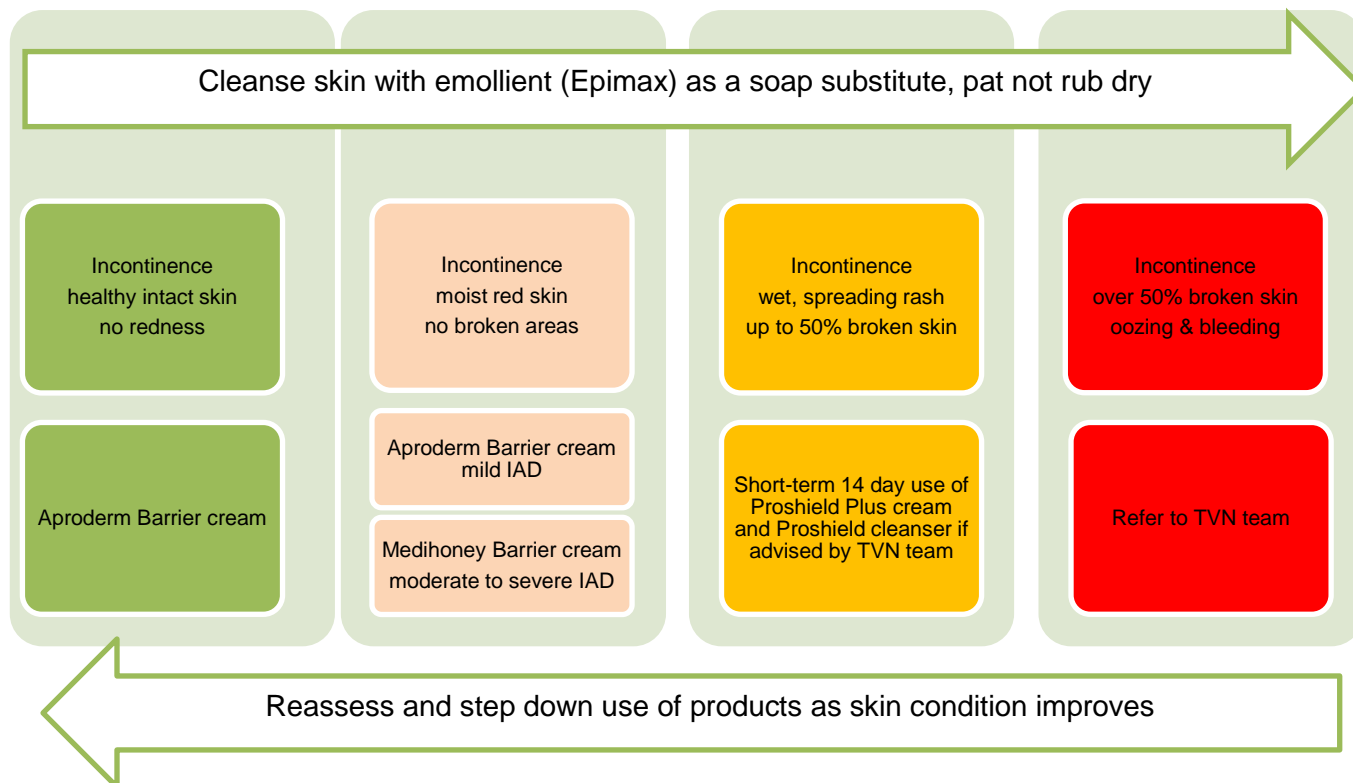 Cleanse skin with emollient (Epimax) as a soap substitute, pat not rub dry
Incontinence
healthy intact skin
no redness
Aproderm Barrier cream
Incontinence
moist red skin
no broken areas
Aproderm Barrier cream
mild IAD
Medihoney Barrier cream
moderate to severe IAD
Incontinence
wet, spreading rash
up to 50% broken skin
Short-term 14 day use of
Proshield Plus cream
and Proshield cleanser if
advised by TVN team
Incontinence
over 50% broken skin
oozing & bleeding
Refer to TVN team
Reassess and step down use of products as skin condition improves